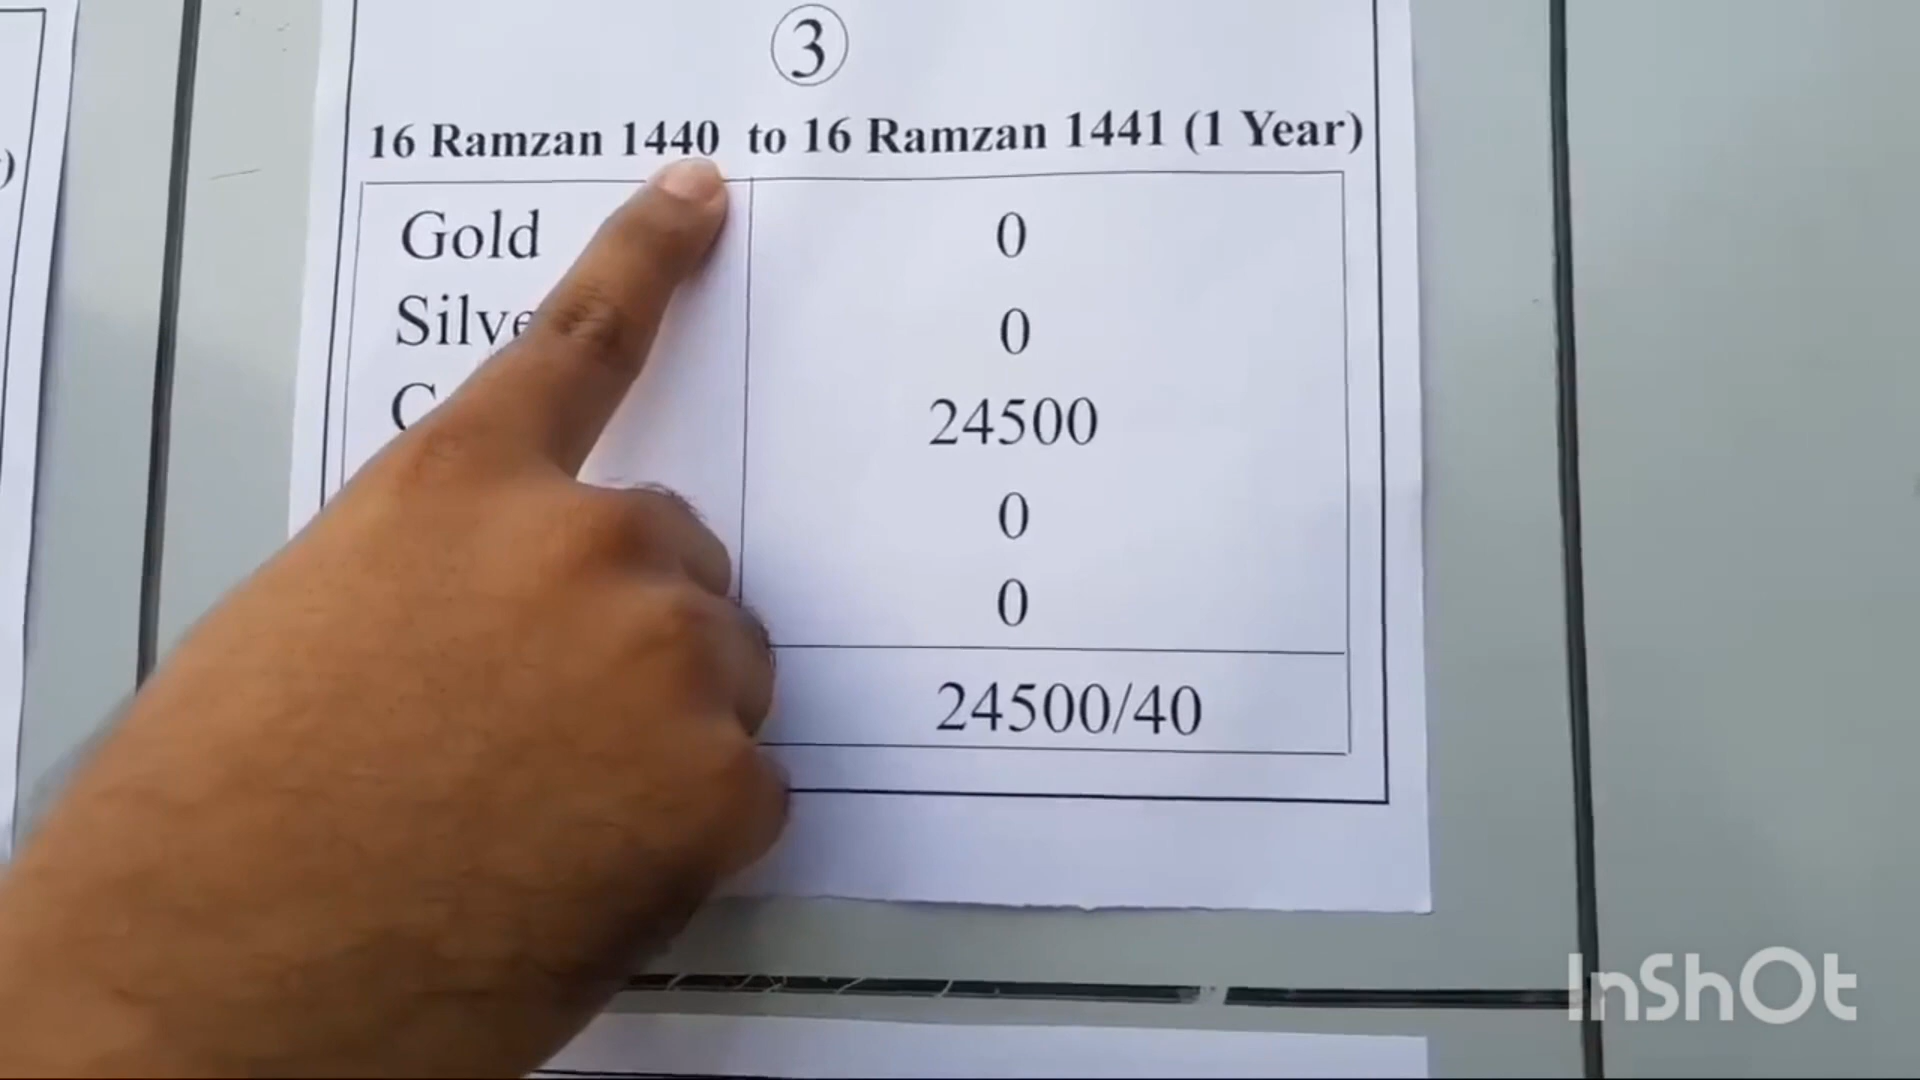 3
16 Ramzan 1440 to 16 Ramzan 1441 (1 Year)
Gold 0
0
24500
0
0
24500/40
InShOt